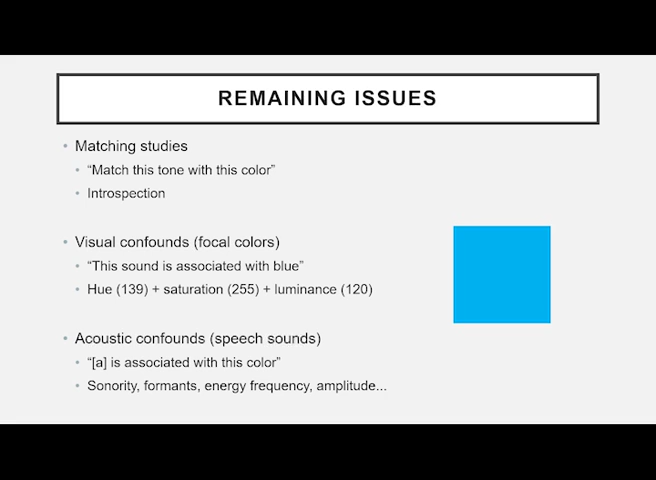 REMAINING ISSUES
• Matching studies
• “Match this tone with this color”
• Introspection
• Visual confounds (focal colors)
• “This sound is associated with blue”
• Hue (139) + saturation (255) + luminance (120)
• Acoustic confounds (speech sounds)
• “[a] is associated with this color”
• Sonority, formants, energy frequency, amplitude...